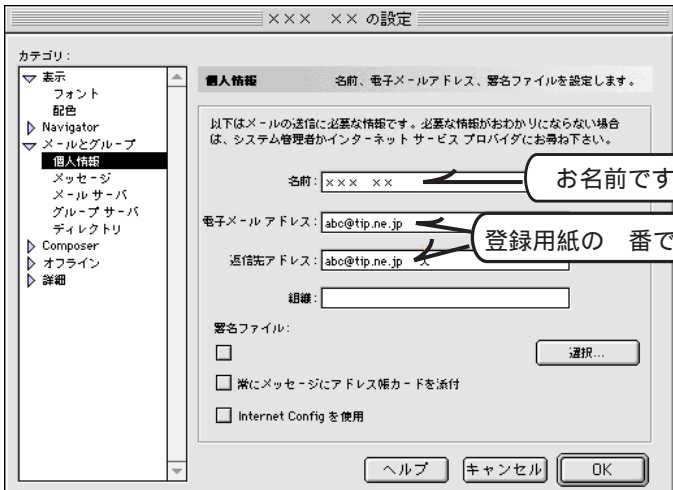 ××× ×× の設定
カテゴリ：
表示
フォント
配色
Navigator
メールとグループ
個人情報
メッセージ
メール サーバ
グループ サーバ
ディレクトリ
Composer
オフライン
詳細
個人情報 名前、電子メールアドレス、署名ファイルを設定します。
以下はメールの送信に必要な情報です。必要な情報がおわかりにならない場合
は、システム管理者かインターネット サービス プロバイダにお尋ね下さい。
名前：××× ××
お名前です
電子メール アドレス：abc@tip.ne.jp
登録用紙の 番で
返信先アドレス：abc@tip.ne.jp
組織：
署名ファイル：
選択...
常にメッセージにアドレス帳カードを添付
Internet Config を使用
ヘルプ キャンセル OK